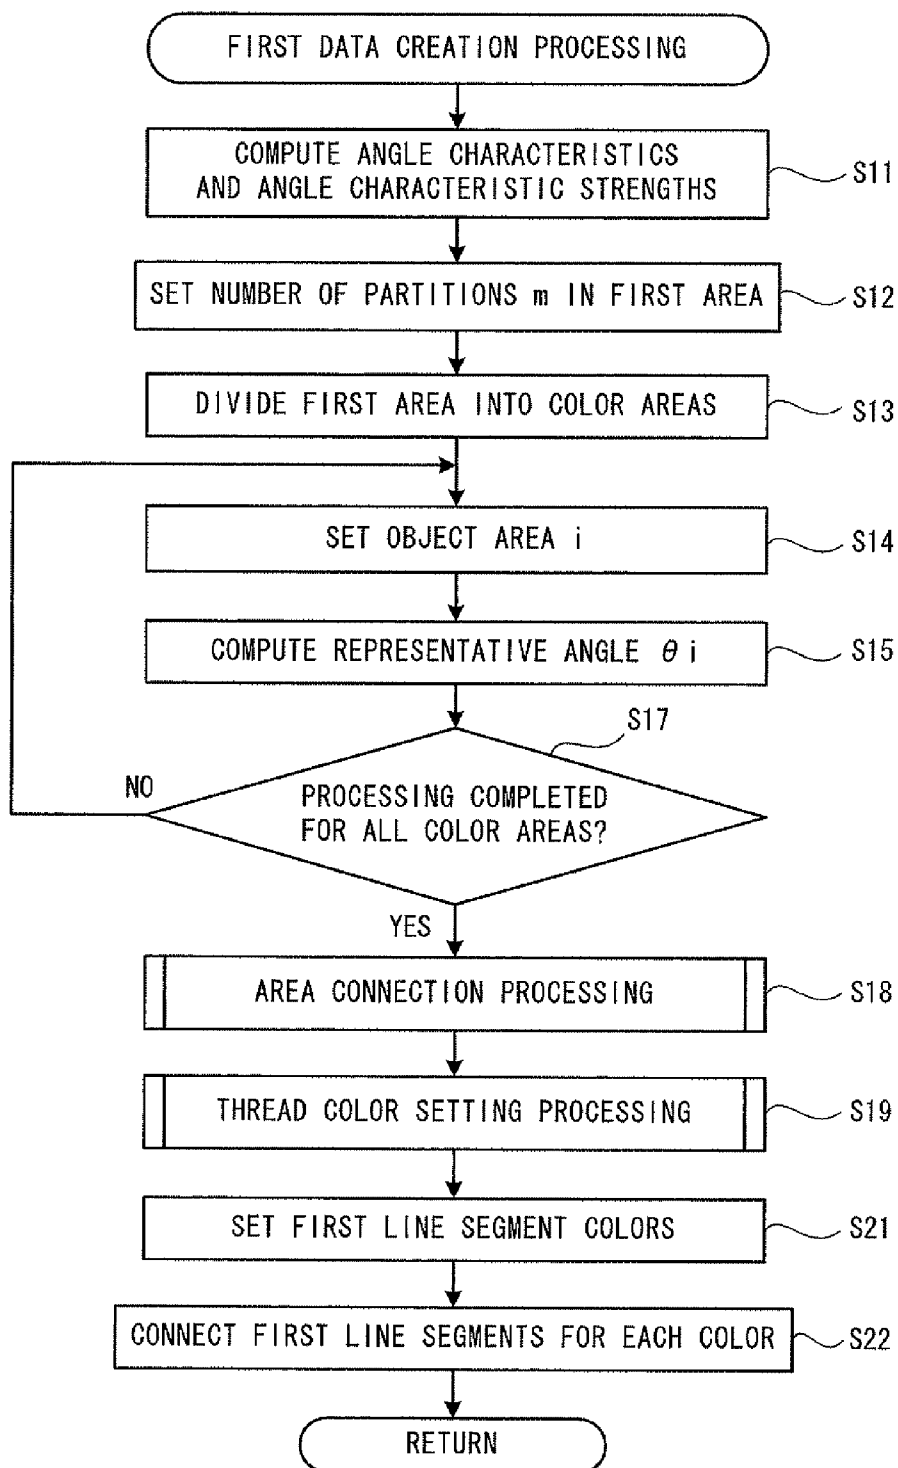 FIRST DATA CREATION PROCESSING
COMPUTE ANGLE CHARACTERISTICS
AND ANGLE CHARACTERISTIC STRENGTHS
S11
SET NUMBER OF PARTITIONS m IN FIRST AREA
S12
DIVIDE FIRST AREA INTO COLOR AREAS
S13
SET OBJECT AREA i
S14
COMPUTE REPRESENTATIVE ANGLE θ i
S15
S17
NO
PROCESSING COMPLETED
FOR ALL COLOR AREAS?
YES
AREA CONNECTION PROCESSING
S18
THREAD COLOR SETTING PROCESSING
S19
SET FIRST LINE SEGMENT COLORS
S21
CONNECT FIRST LINE SEGMENTS FOR EACH COLOR
S22
RETURN